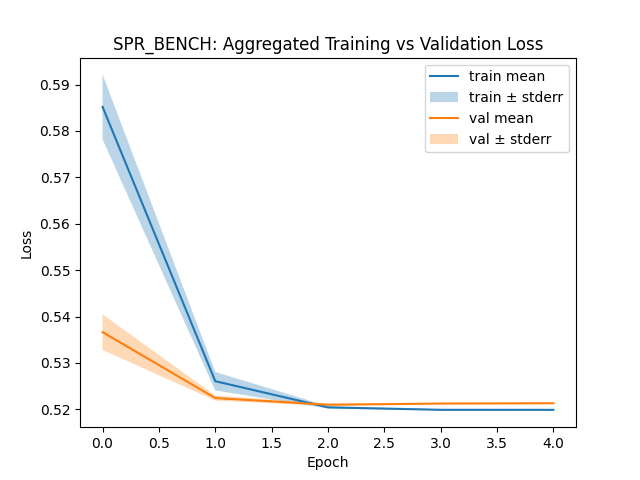 SPR_BENCH: Aggregated Training vs Validation Loss
train mean
train ± stderr
val mean
val ± stderr
Loss
0.59
0.58
0.57
0.56
0.55
0.54
0.53
0.52
0.0 0.5 1.0 1.5 2.0 2.5 3.0 3.5 4.0
Epoch